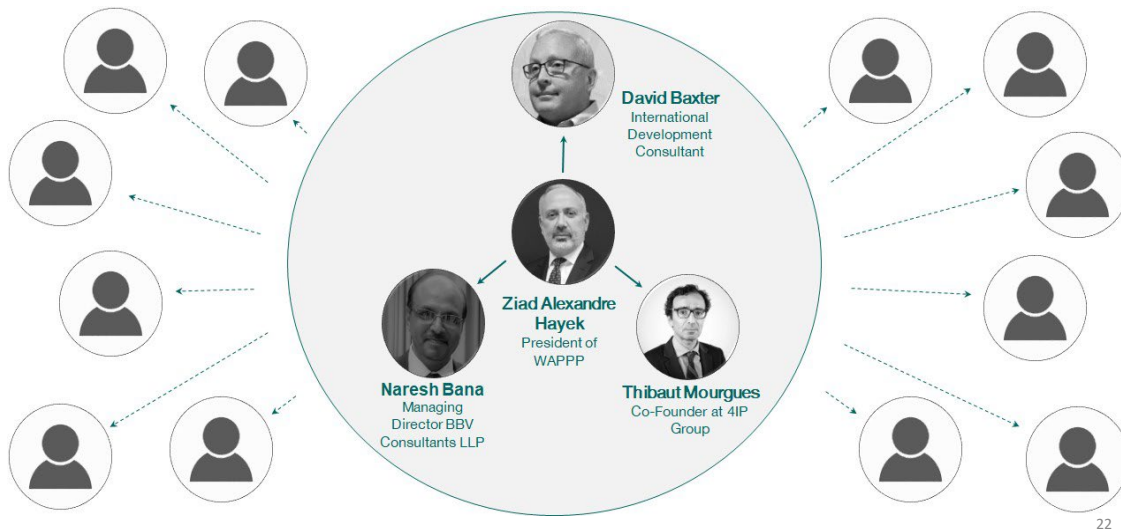 David Baxter
International
Development
Consultant
Ziad Alexandre
Hayek
President of
WAPPP
Naresh Bana
Managing
Director BBV
Consultants LLP
Thibaut Mourgues
Co-Founder at 4IP
Group
22